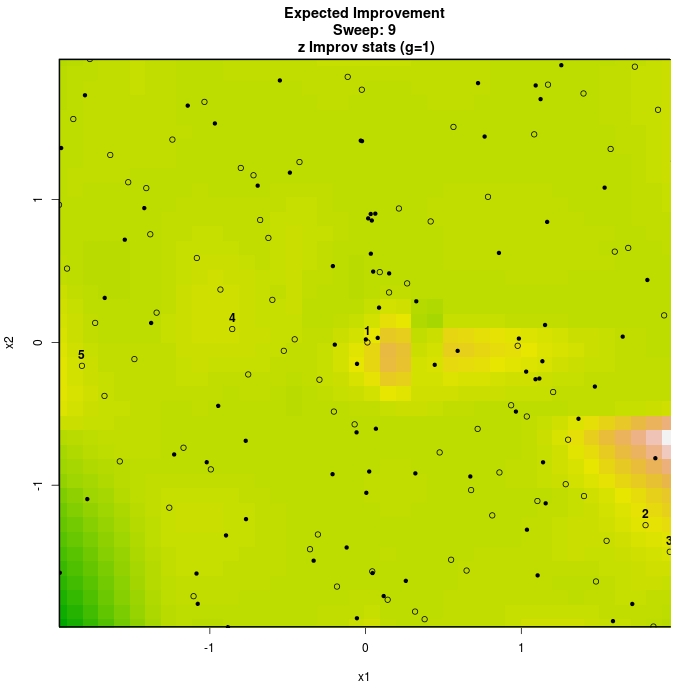 Expected Improvement
Sweep: 9
z Improv stats (g=1)
x2
1
0
-1
4
1
5
2
3
-1
0
1
x1